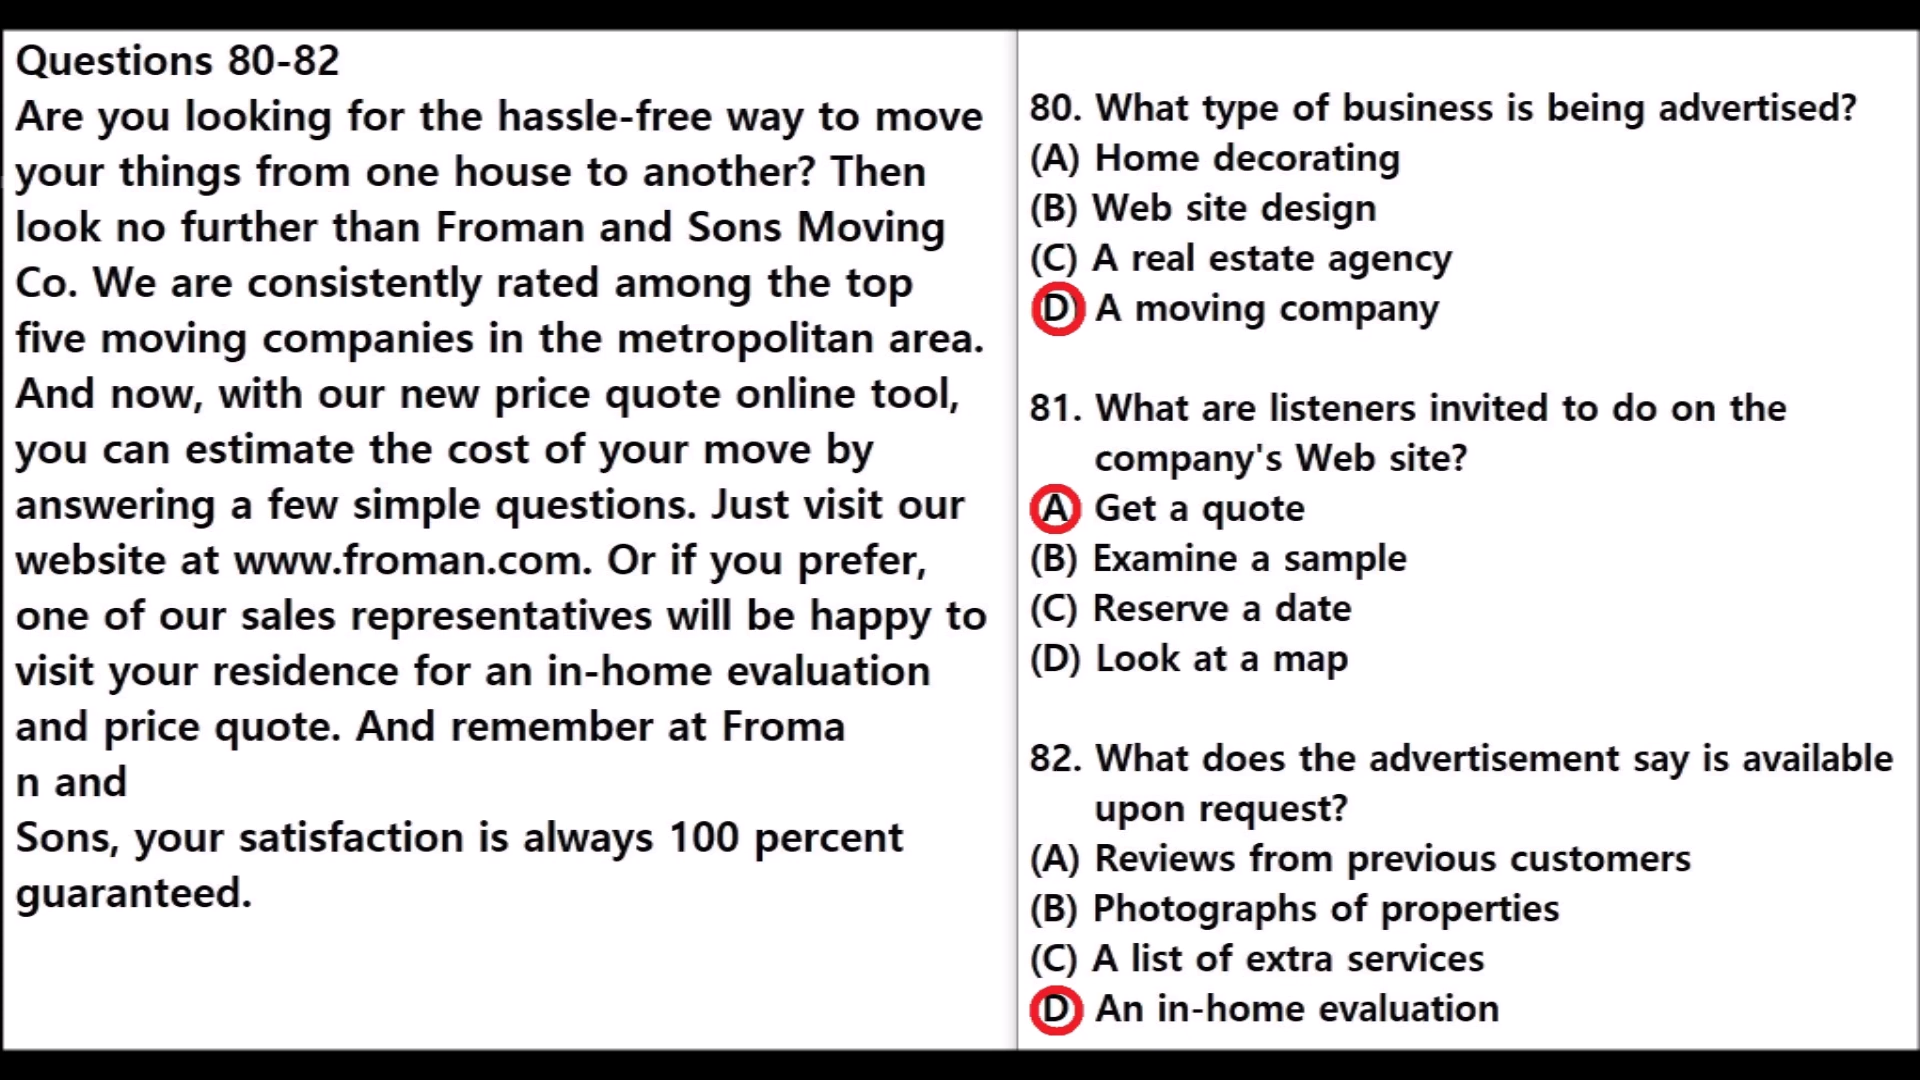 Questions 80-82
Are you looking for the hassle-free way to move
your things from one house to another? Then
look no further than Froman and Sons Moving
Co. We are consistently rated among the top
five moving companies in the metropolitan area.
And now, with our new price quote online tool,
you can estimate the cost of your move by
answering a few simple questions. Just visit our
website at www.froman.com. Or if you prefer,
one of our sales representatives will be happy to
visit your residence for an in-home evaluation
and price quote. And remember at Froma
n and
Sons, your satisfaction is always 100 percent
guaranteed.
80. What type of business is being advertised?
(A) Home decorating
(B) Web site design
(C) A real estate agency
(D) A moving company
81. What are listeners invited to do on the
company's Web site?
(A) Get a quote
(B) Examine a sample
(C) Reserve a date
(D) Look at a map
82. What does the advertisement say is available
upon request?
(A) Reviews from previous customers
(B) Photographs of properties
(C) A list of extra services
(D) An in-home evaluation